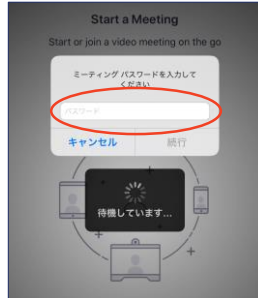 Start a Meeting
Start or join a video meeting on the go
ミーティング パスワードを入力して
ください
パスワード
キャンセル
続行
待機しています...